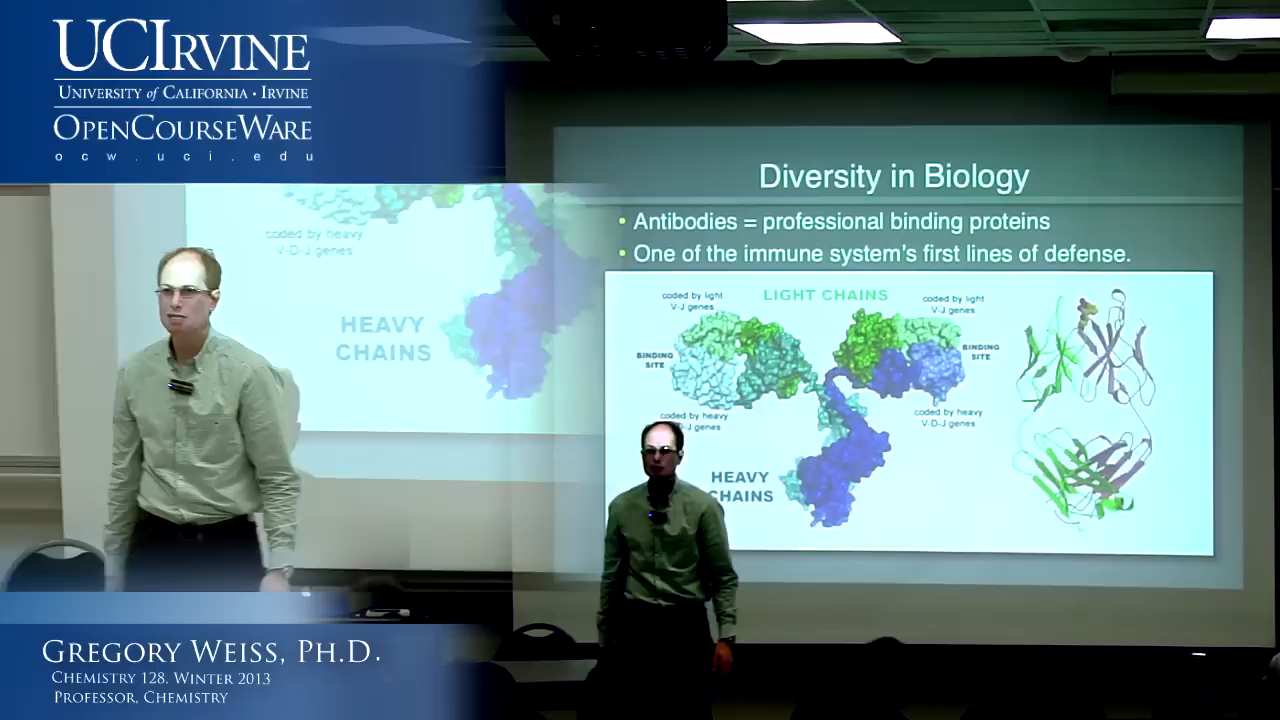 UCIRVINE
UNIVERSITY of CALIFORNIA • IRVINE
OPENCOURSEWARE
ocw.uci.edu
coded by heavy
V-D-J genes
HEAVY
CHAINS
GREGORY WEISS, PH.D.
CHEMISTRY 128. WINTER 2013
PROFESSOR, CHEMISTRY
Diversity in Biology
• Antibodies = professional binding proteins
• One of the immune system's first lines of defense.
LIGHT CHAINS
coded by light
V-J genes
coded by light
V-J genes
BINDING
SITE
BINDING
SITE
coded by heavy
D-J genes
coded by heavy
V-D-J genes
HEAVY
CHAINS